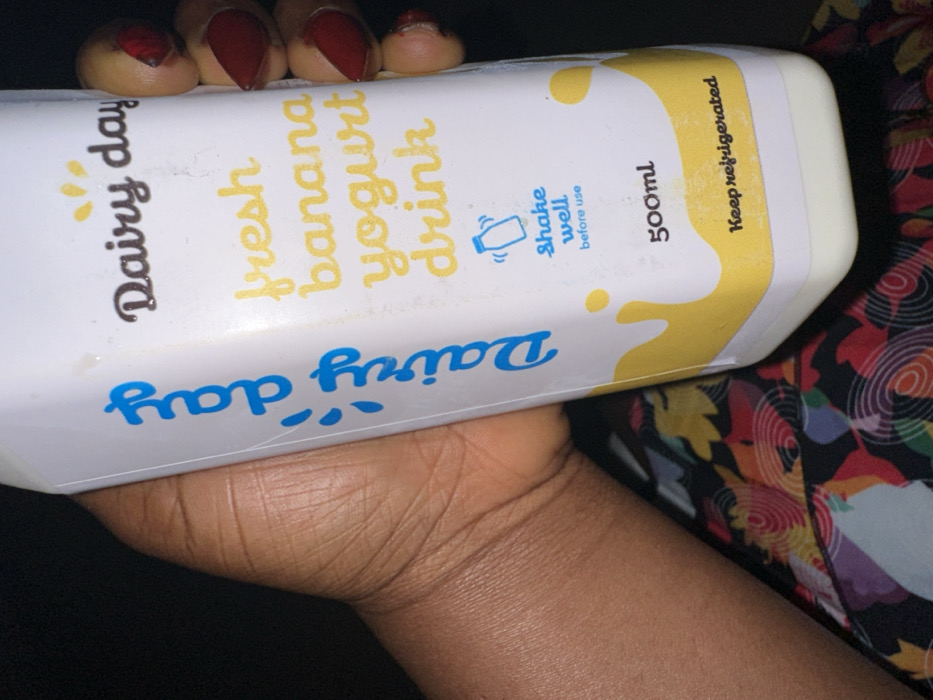 Dairy day
fresh
banana
yogurt
drink
Shake
well
before use
500ml
Keep refrigerated
Dairy day